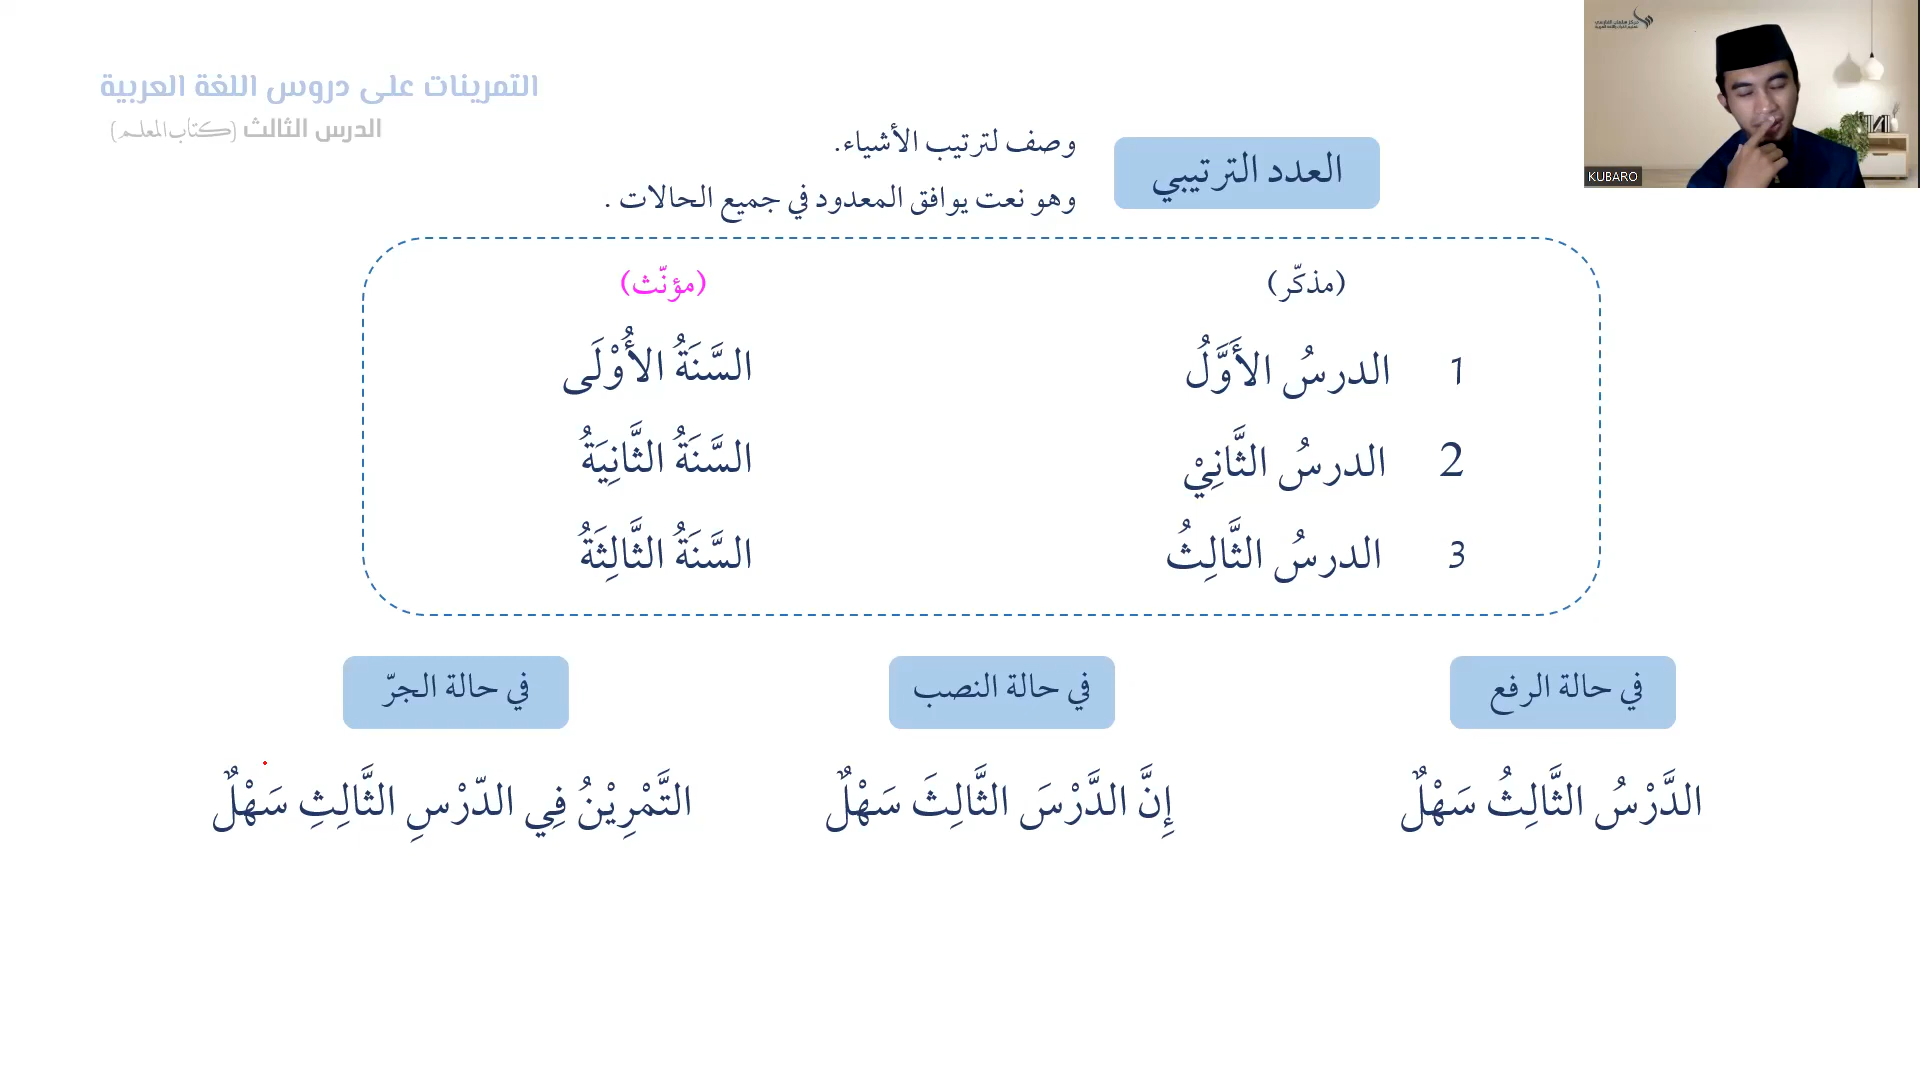 التمرينات على دروس اللغة العربية
الدرس الثالث (كتاب المعلم)
العدد الترتيبي
وصف لترتيب الأشياء.
وهو نعت يوافق المعدود في جميع الحالات .
(مذكّر) (مؤنّث)
1 الدرسُ الأَوَّلُ السَّنَةُ الأُوْلَى
2 الدرسُ الثَّانِيْ السَّنَةُ الثَّانِيَةُ
3 الدرسُ الثَّالِثُ السَّنَةُ الثَّالِثَةُ
في حالة الرفع في حالة النصب في حالة الجرّ
الدَّرْسُ الثَّالِثُ سَهْلٌ إِنَّ الدَّرْسَ الثَّالِثَ سَهْلٌ التَّمْرِيْنُ فِي الدّرْسِ الثَّالِثِ سَهْلٌ
KUBARO